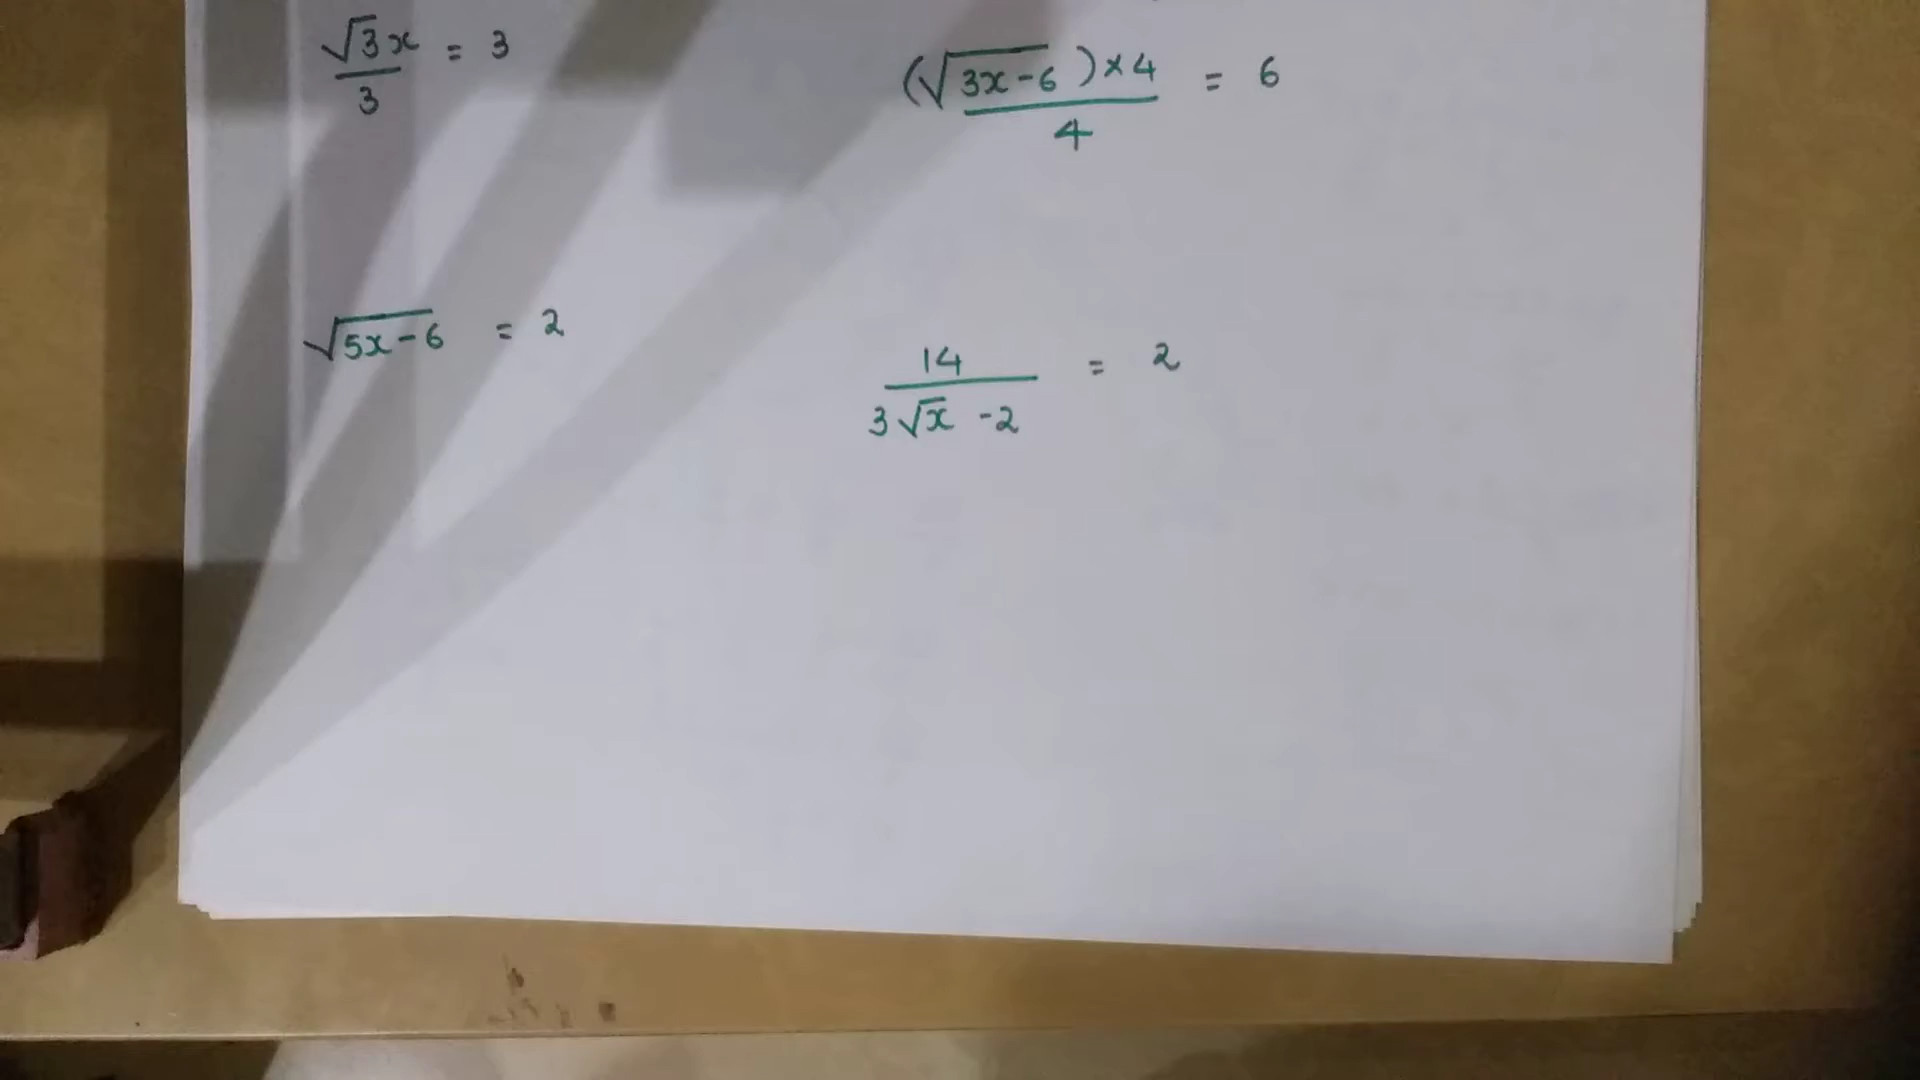 √3x/3 = 3
(√(3x-6))×4/4 = 6
√(5x-6) = 2
14/(3√x -2) = 2